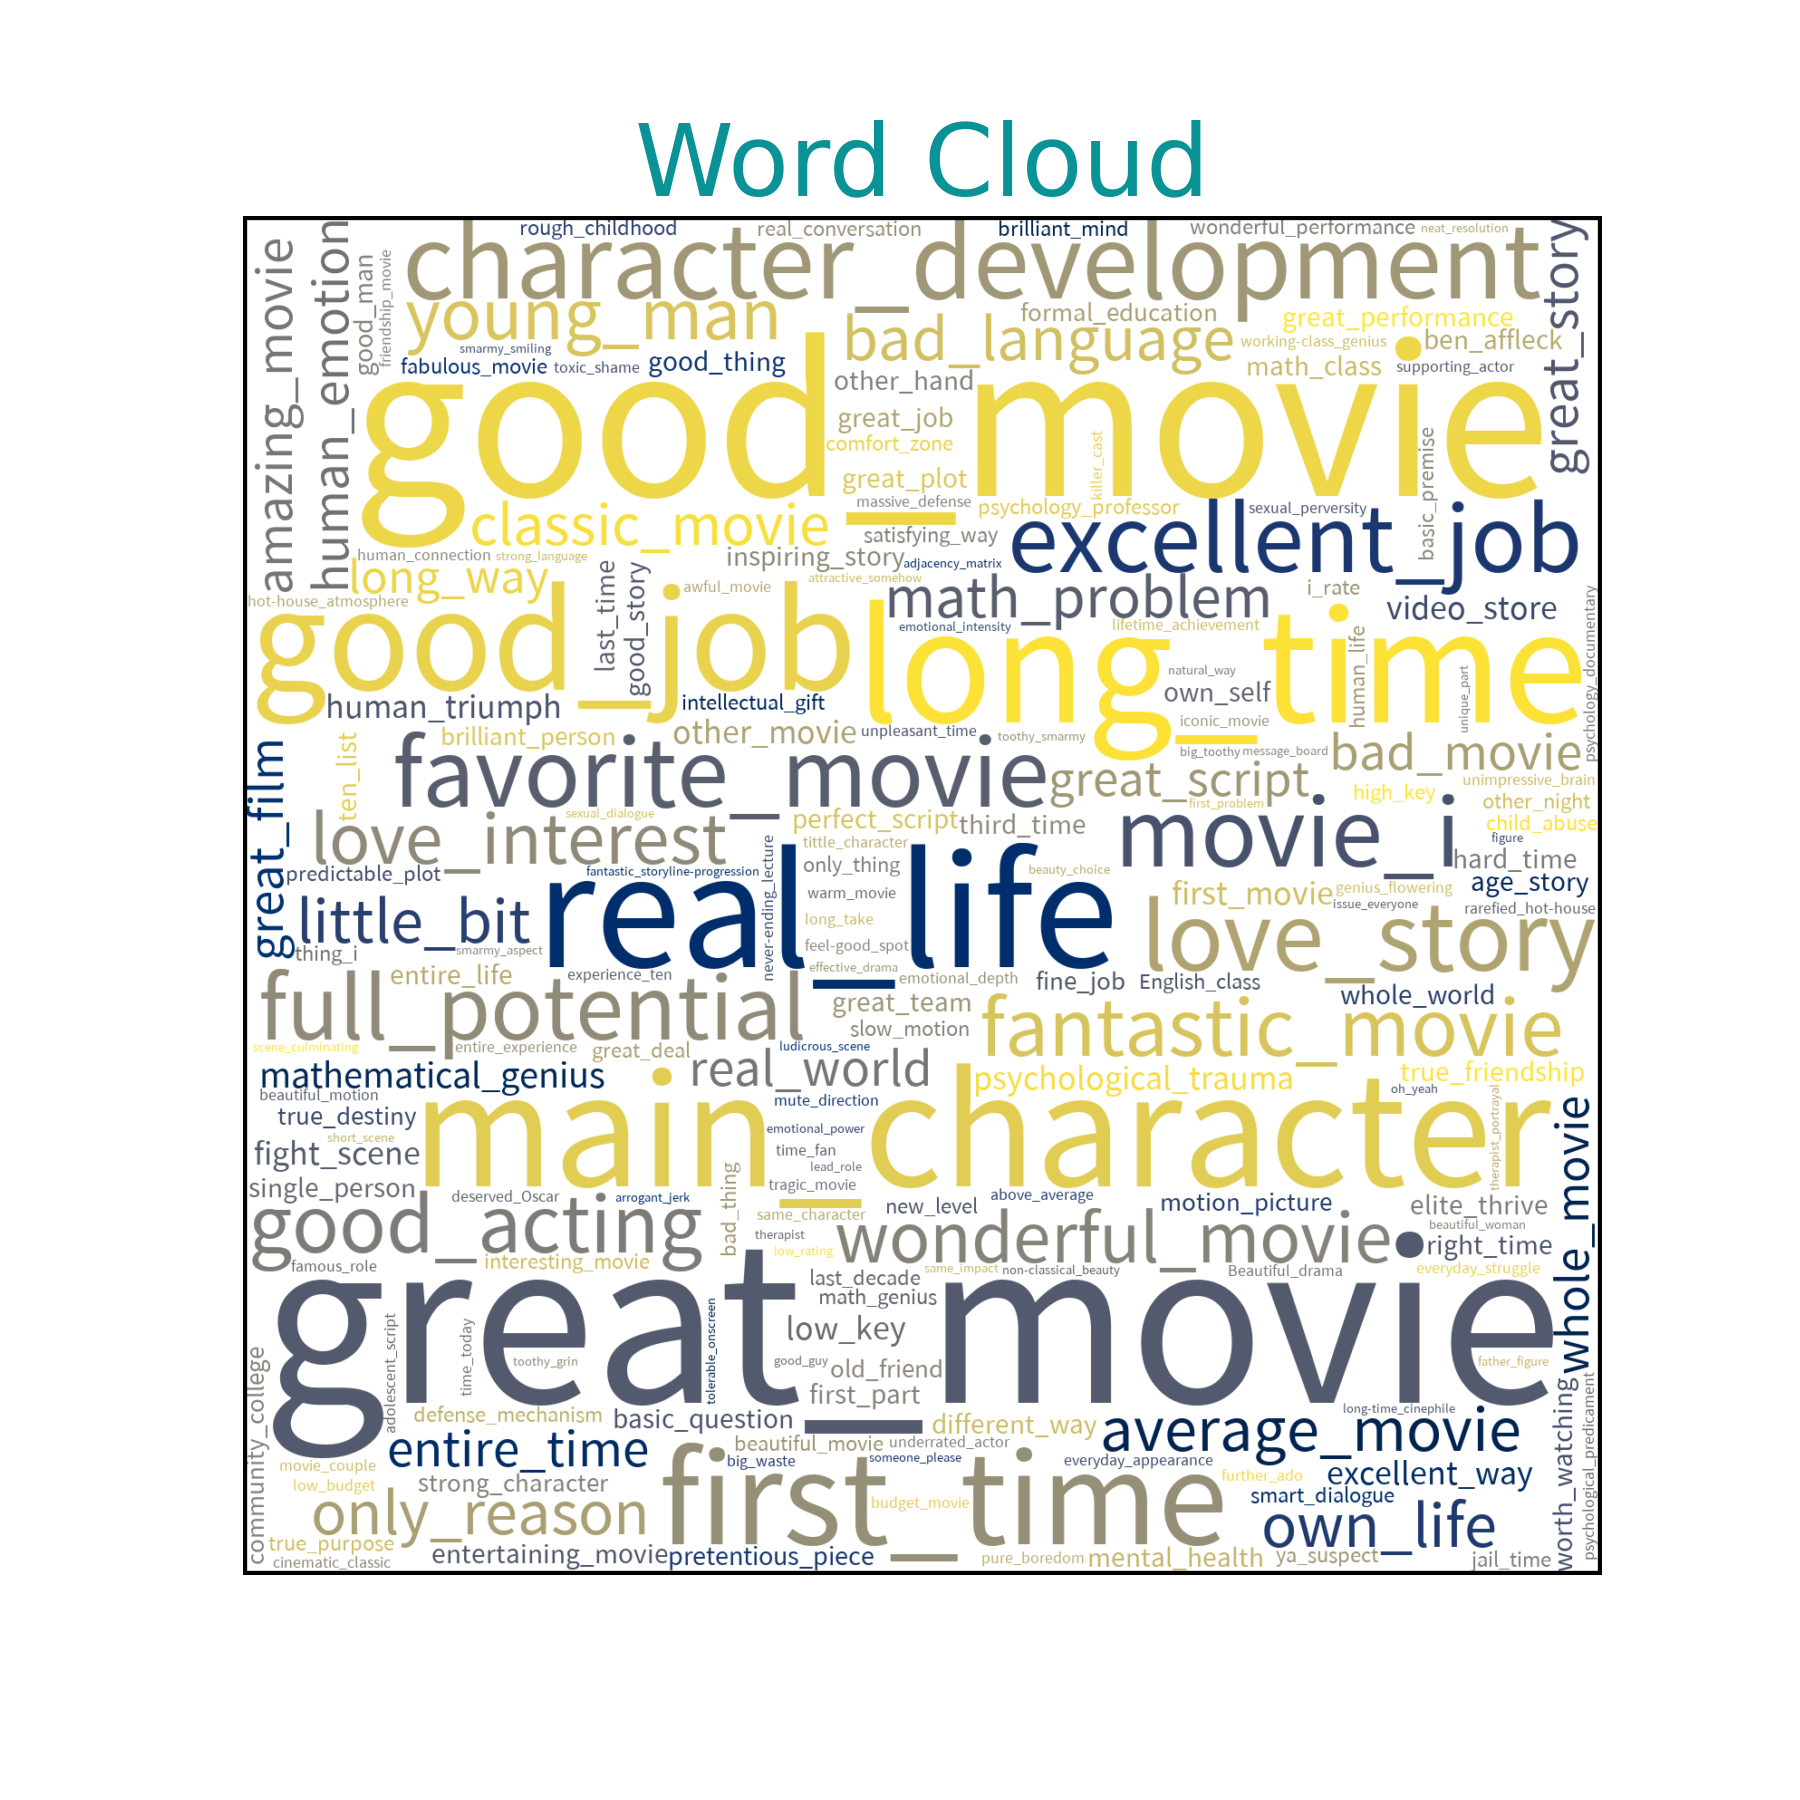 Word Cloud
rough_childhood
real_conversation
brilliant_mind
wonderful_performance
neat_resolution
character_development
great_story
amazing_movie
human_emotion
good_man
friendship_movie
young_man
formal_education
great_performance
bad_language
working-class_genius
ben_affleck
smarmy_smiling
fabulous_movie
toxic_shame
good_thing
math_class
supporting_actor
other_hand
good_movie
great_job
comfort_zone
killer_cast
basic_premise
great_plot
massive_defense
psychology_professor
sexual_perversity
classic_movie
excellent_job
satisfying_way
human_connection
strong_language
inspiring_story
adjacency_matrix
long_way
attractive_somehow
awful_movie
math_problem
i_rate
video_store
hot-house_atmosphere
last_time
good_story
emotional_intensity
lifetime_achievement
psychology_documentary
good_job
long_time
natural_way
own_self
human_life
unique_part
human_triumph
intellectual_gift
iconic_movie
brilliant_person
other_movie
unpleasant_time
toothy_smarmy
big_toothy
message_board
bad_movie
great_film
ten_list
favorite_movie
great_script
unimpressive_brain
high_key
other_night
first_problem
sexual_dialogue
perfect_script
third_time
movie_i
child_abuse
figure
love_interest
never-ending_lecture
tittle_character
only_thing
hard_time
predictable_plot
fantastic_storyline-progression
beauty_choice
age_story
real_life
warm_movie
first_movie
genius_flowering
issue_everyone
rarefied_hot-house
little_bit
long_take
love_story
thing_i
smarmy_aspect
feel-good_spot
entire_life
experience_ten
effective_drama
emotional_depth
fine_job
English_class
whole_world
full_potential
great_team
fantastic_movie
slow_motion
scene_culminating
entire_experience
great_deal
ludicrous_scene
real_world
mathematical_genius
psychological_trauma
true_friendship
beautiful_motion
oh_yeah
mute_direction
true_destiny
main_character
therapist_portrayal
whole_movie
short_scene
emotional_power
fight_scene
time_fan
lead_role
bad_thing
single_person
tragic_movie
deserved_Oscar
arrogant_jerk
new_level
above_average
motion_picture
elite_thrive
good_acting
same_character
beautiful_woman
therapist
wonderful_movie
right_time
low_rating
famous_role
interesting_movie
same_impact
non-classical_beauty
Beautiful_drama
everyday_struggle
last_decade
math_genius
great_movie
tolerable_onscreen
low_key
adolescent_script
time_today
toothy_grin
good_guy
old_friend
father_figure
community_college
first_part
defense_mechanism
basic_question
different_way
long-time_cinephile
worth_watching
psychological_predicament
average_movie
entire_time
beautiful_movie
underrated_actor
big_waste
someone_please
everyday_appearance
movie_couple
low_budget
strong_character
first_time
further_ado
excellent_way
smart_dialogue
only_reason
budget_movie
own_life
true_purpose
cinematic_classic
entertaining_movie
pretentious_piece
pure_boredom
mental_health
ya_suspect
jail_time